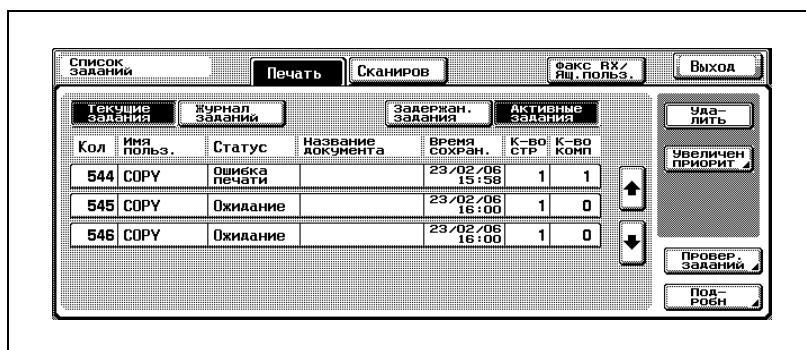 Список
заданий
Печать
Сканиров
Факс RX/
Ящ.польз.
Выход
Текущие
задания
Журнал
заданий
Задержан.
задания
Активные
задания
Уда-
лить
Кол
Имя
польз.
Статус
Название
документа
Время
сохран.
К-во
СТР
К-во
КОМП
Увеличен
приорит
544 COPY Ошибка
печати 23/02/06
15:58 1 1
545 COPY Ожидание 23/02/06
16:00 1 0
546 COPY Ожидание 23/02/06
16:00 1 0
Провер.
заданий
Под-
робн